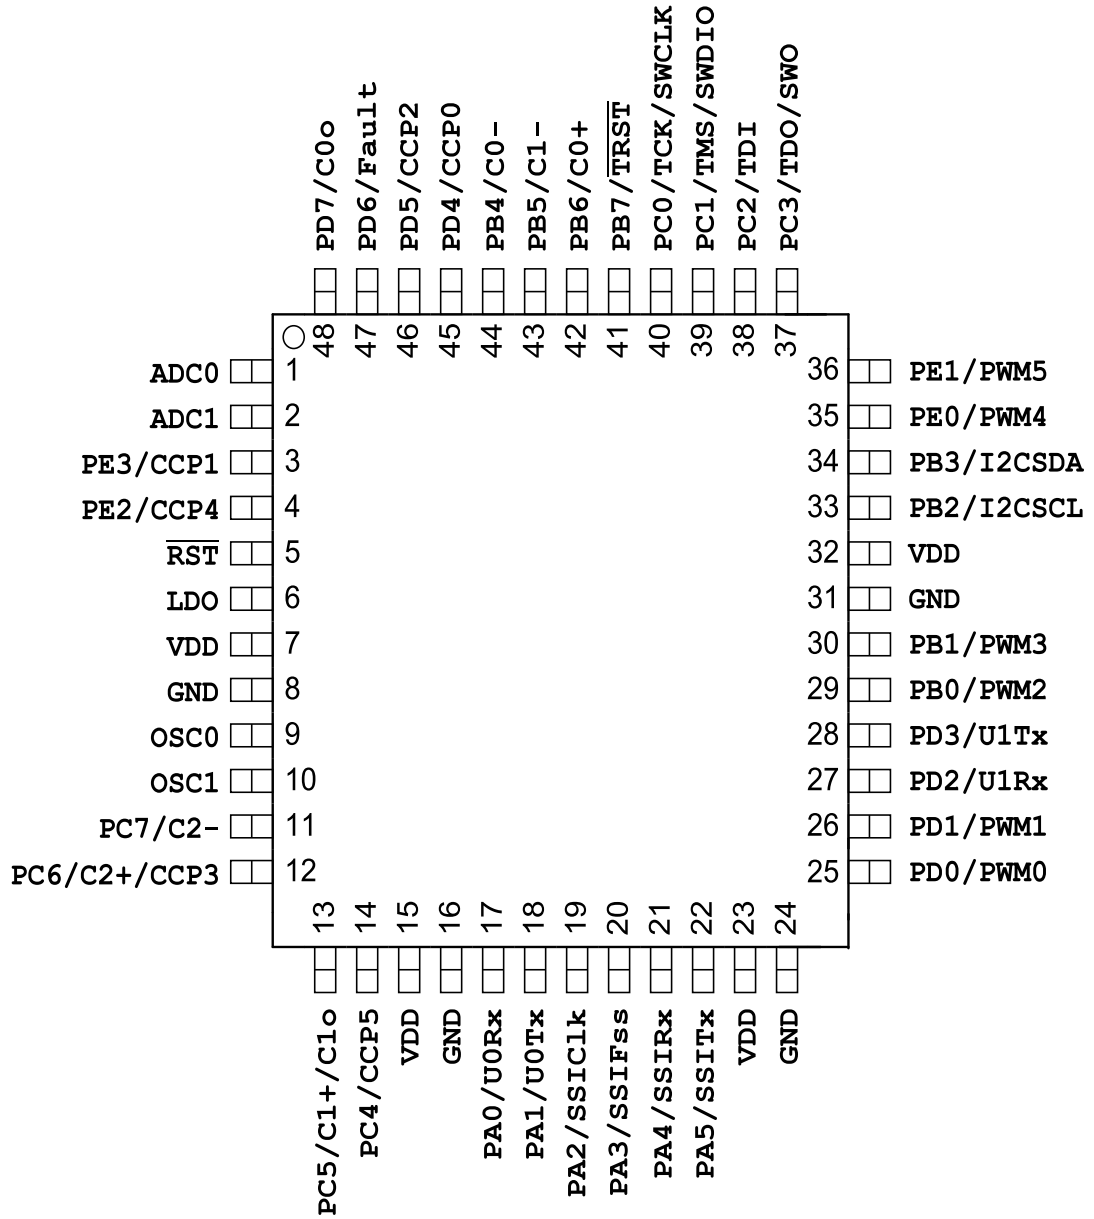 PD7/C0o
PD6/Fault
PD5/CCP2
PD4/CCP0
PB4/C0-
PB5/C1-
PB6/C0+
PB7/TRST
PC0/TCK/SWCLK
PC1/TMS/SWDIO
PC2/TDI
PC3/TDO/SWO
48
47
46
45
44
43
42
41
40
39
38
37
ADC0 1
ADC1 2
PE3/CCP1 3
PE2/CCP4 4
RST 5
LDO 6
VDD 7
GND 8
OSC0 9
OSC1 10
PC7/C2- 11
PC6/C2+/CCP3 12
36 PE1/PWM5
35 PE0/PWM4
34 PB3/I2CSDA
33 PB2/I2CSCL
32 VDD
31 GND
30 PB1/PWM3
29 PB0/PWM2
28 PD3/U1Tx
27 PD2/U1Rx
26 PD1/PWM1
25 PD0/PWM0
13
14
15
16
17
18
19
20
21
22
23
24
PC5/C1+/C1o
PC4/CCP5
VDD
GND
PA0/U0Rx
PA1/U0Tx
PA2/SSIClk
PA3/SSIFss
PA4/SSIRx
PA5/SSITx
VDD
GND